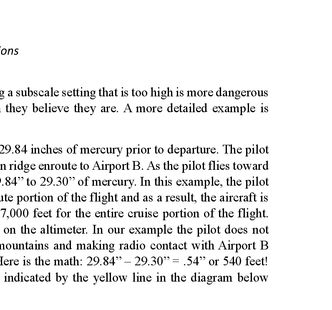 ons
g a subscale setting that is too high is more dangerous
they believe they are. A more detailed example is
29.84 inches of mercury prior to departure. The pilot
n ridge enroute to Airport B. As the pilot flies toward
.84” to 29.30” of mercury. In this example, the pilot
ute portion of the flight and as a result, the aircraft is
7,000 feet for the entire cruise portion of the flight.
on the altimeter. In our example the pilot does not
mountains and making radio contact with Airport B
Here is the math: 29.84” – 29.30” = .54” or 540 feet!
indicated by the yellow line in the diagram below